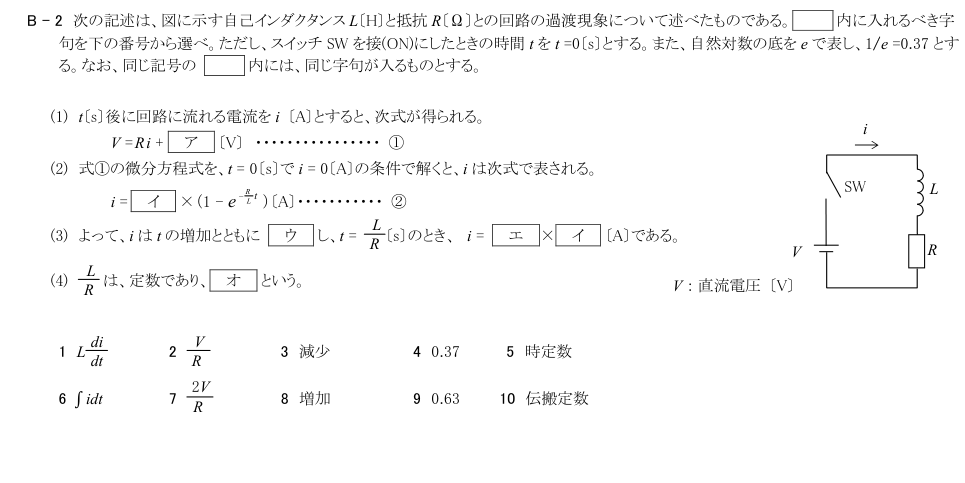 B－2 次の記述は、図に示す自己インダクタンス L〔H〕と抵抗 R〔Ω〕との回路の過渡現象について述べたものである。□内に入れるべき字
句を下の番号から選べ。ただし、スイッチ SW を接(ON)にしたときの時間 t を t =0〔s〕とする。また、自然対数の底を e で表し、1/e =0.37 とす
る。なお、同じ記号の □ 内には、同じ字句が入るものとする。
(1) t〔s〕後に回路に流れる電流を i 〔A〕とすると、次式が得られる。
V =Ri + ア 〔V〕 ・・・・・・・・・・・・・・・・ ①
(2) 式①の微分方程式を、t = 0〔s〕で i = 0〔A〕の条件で解くと、i は次式で表される。
i = イ ×(1 − e^{−\frac{R}{L}t})〔A〕・・・・・・・・・・・ ②
(3) よって、i は t の増加とともに ウ し、t = \frac{L}{R}〔s〕のとき、 i = エ × イ 〔A〕である。
(4) \frac{L}{R} は、定数であり、 オ という。
i
SW
L
V
R
V : 直流電圧 〔V〕
1 L\frac{di}{dt} 2 \frac{V}{R} 3 減少 4 0.37 5 時定数
6 ∫idt 7 \frac{2V}{R} 8 増加 9 0.63 10 伝搬定数